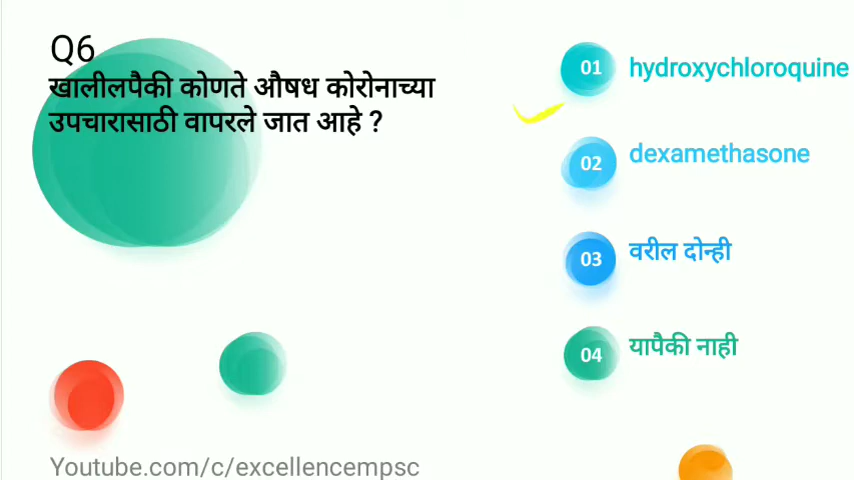 Q6
खालीलपैकी कोणते औषध कोरोनाच्या
उपचारासाठी वापरले जात आहे ?
01 hydroxychloroquine
02 dexamethasone
03 वरील दोन्ही
04 यापैकी नाही
Youtube.com/c/excellencempsc